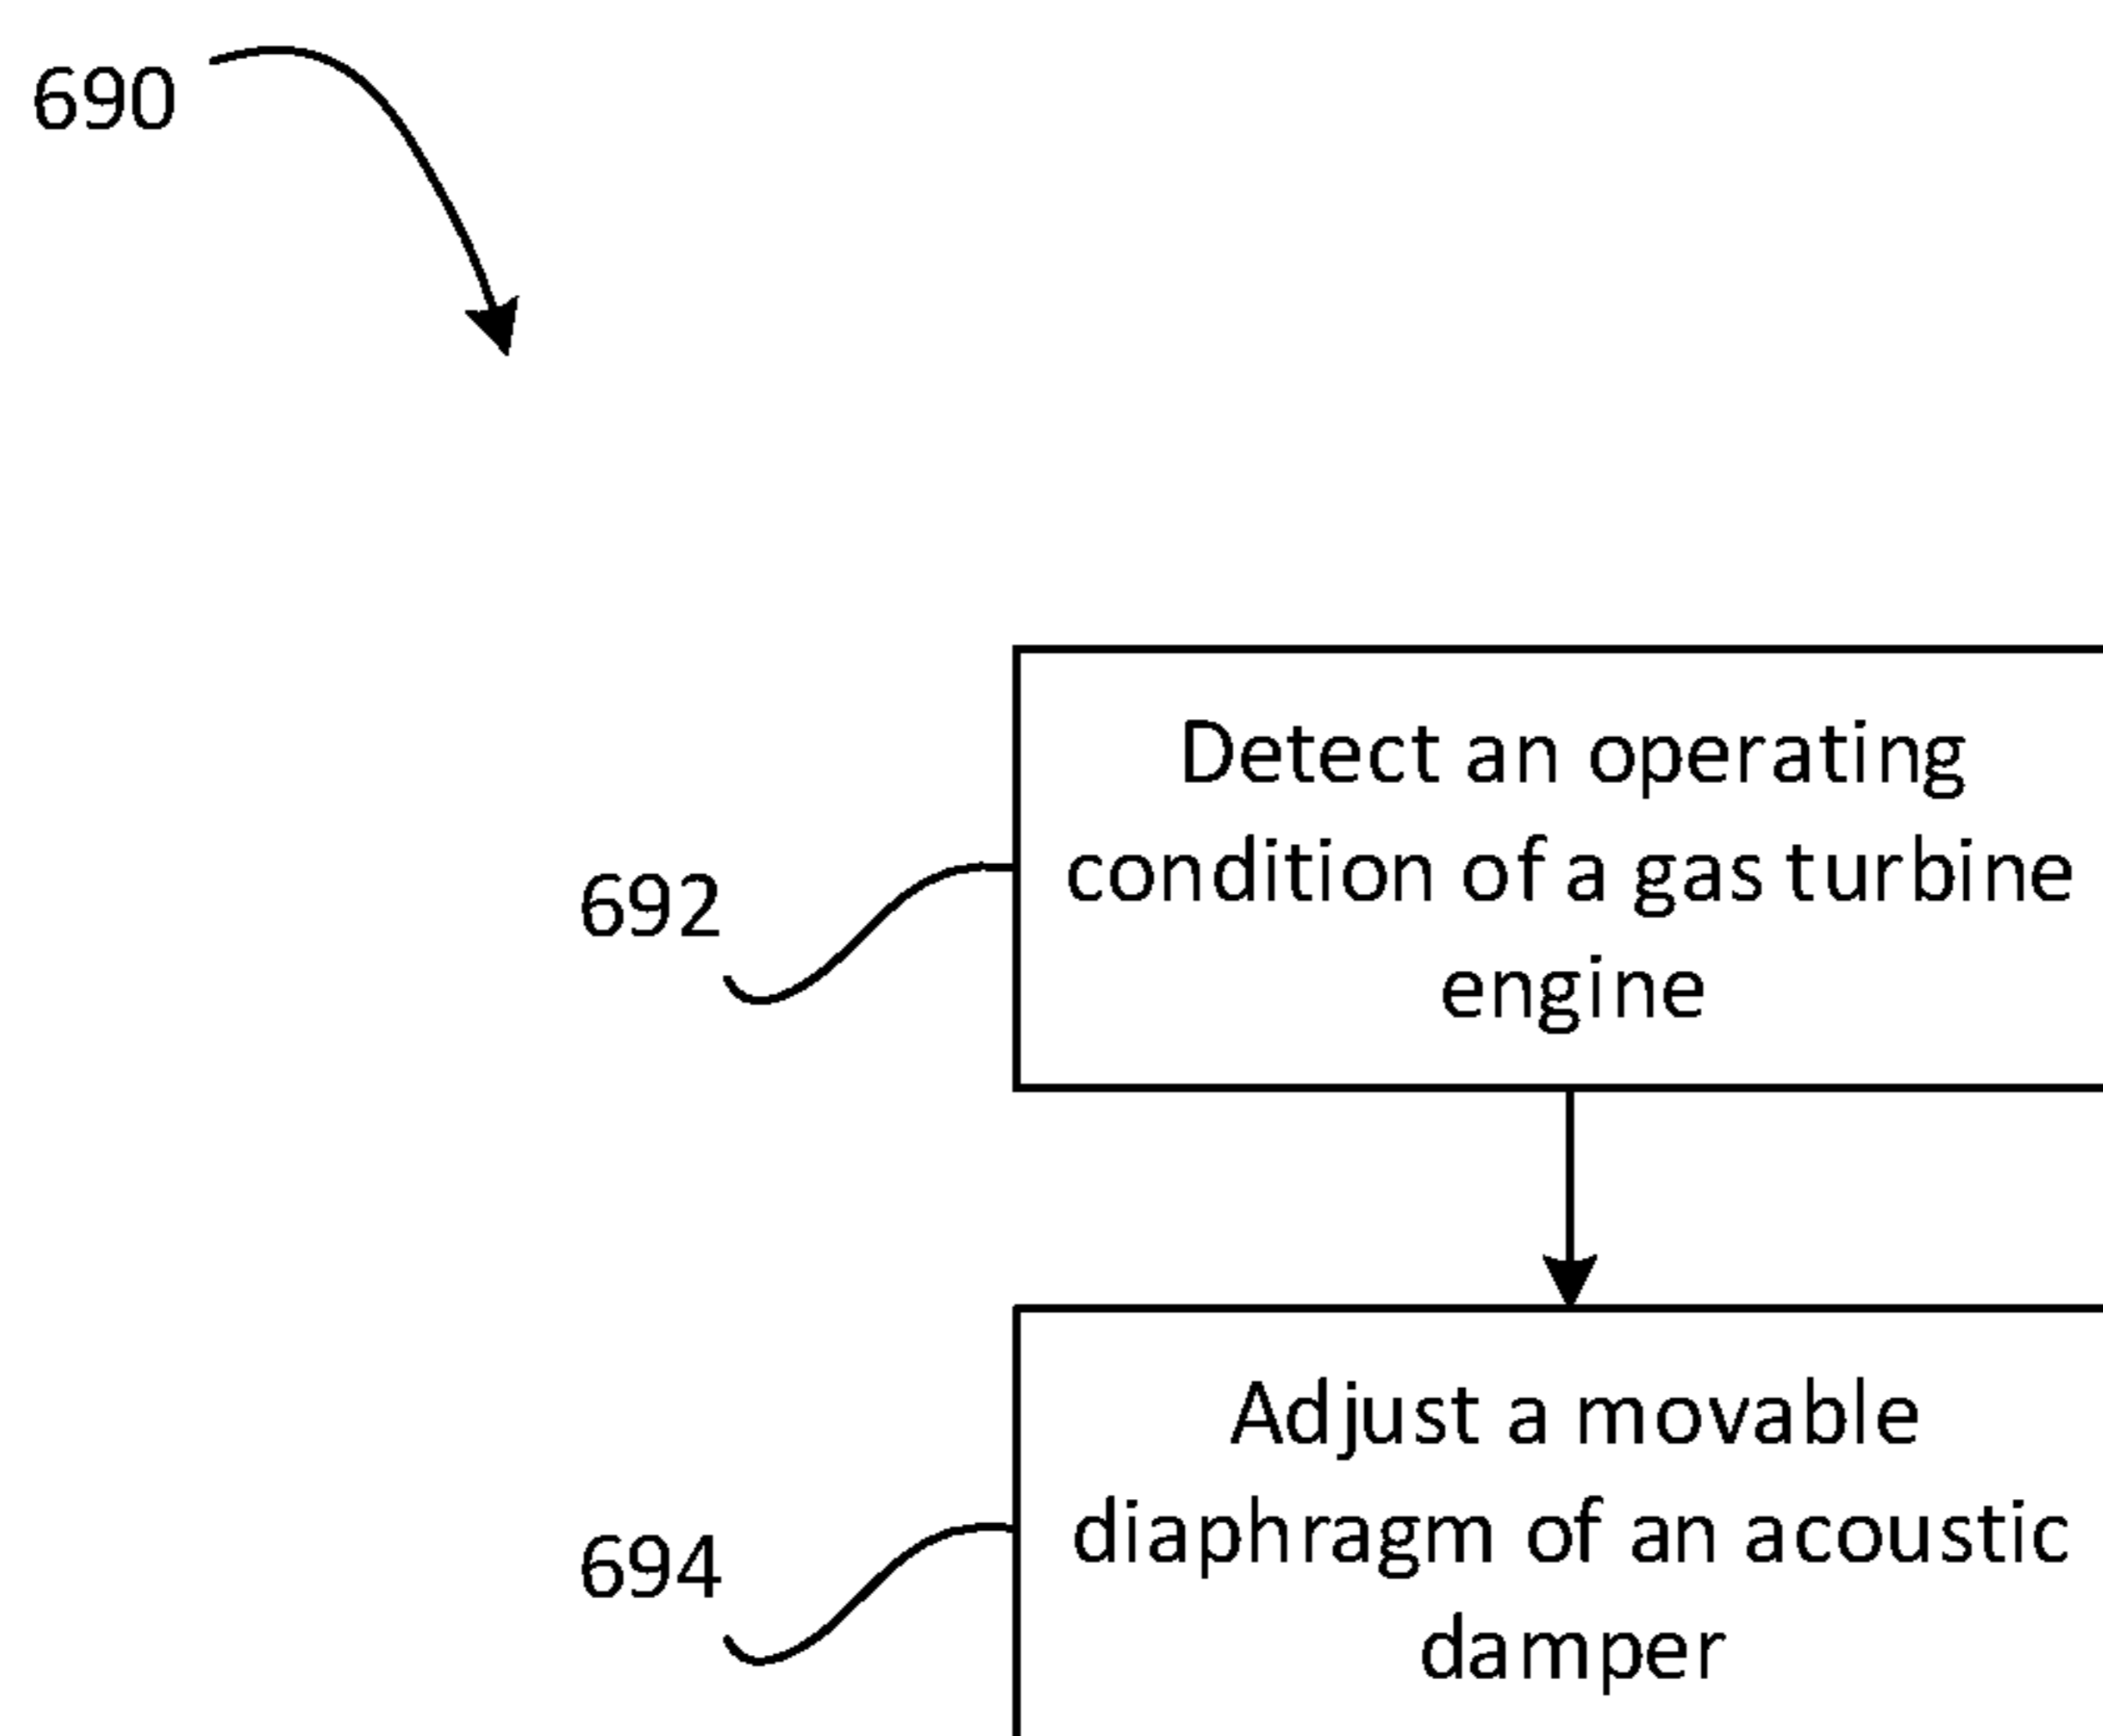 690
Detect an operating
condition of a gas turbine
engine
692
Adjust a movable
diaphragm of an acoustic
damper
694